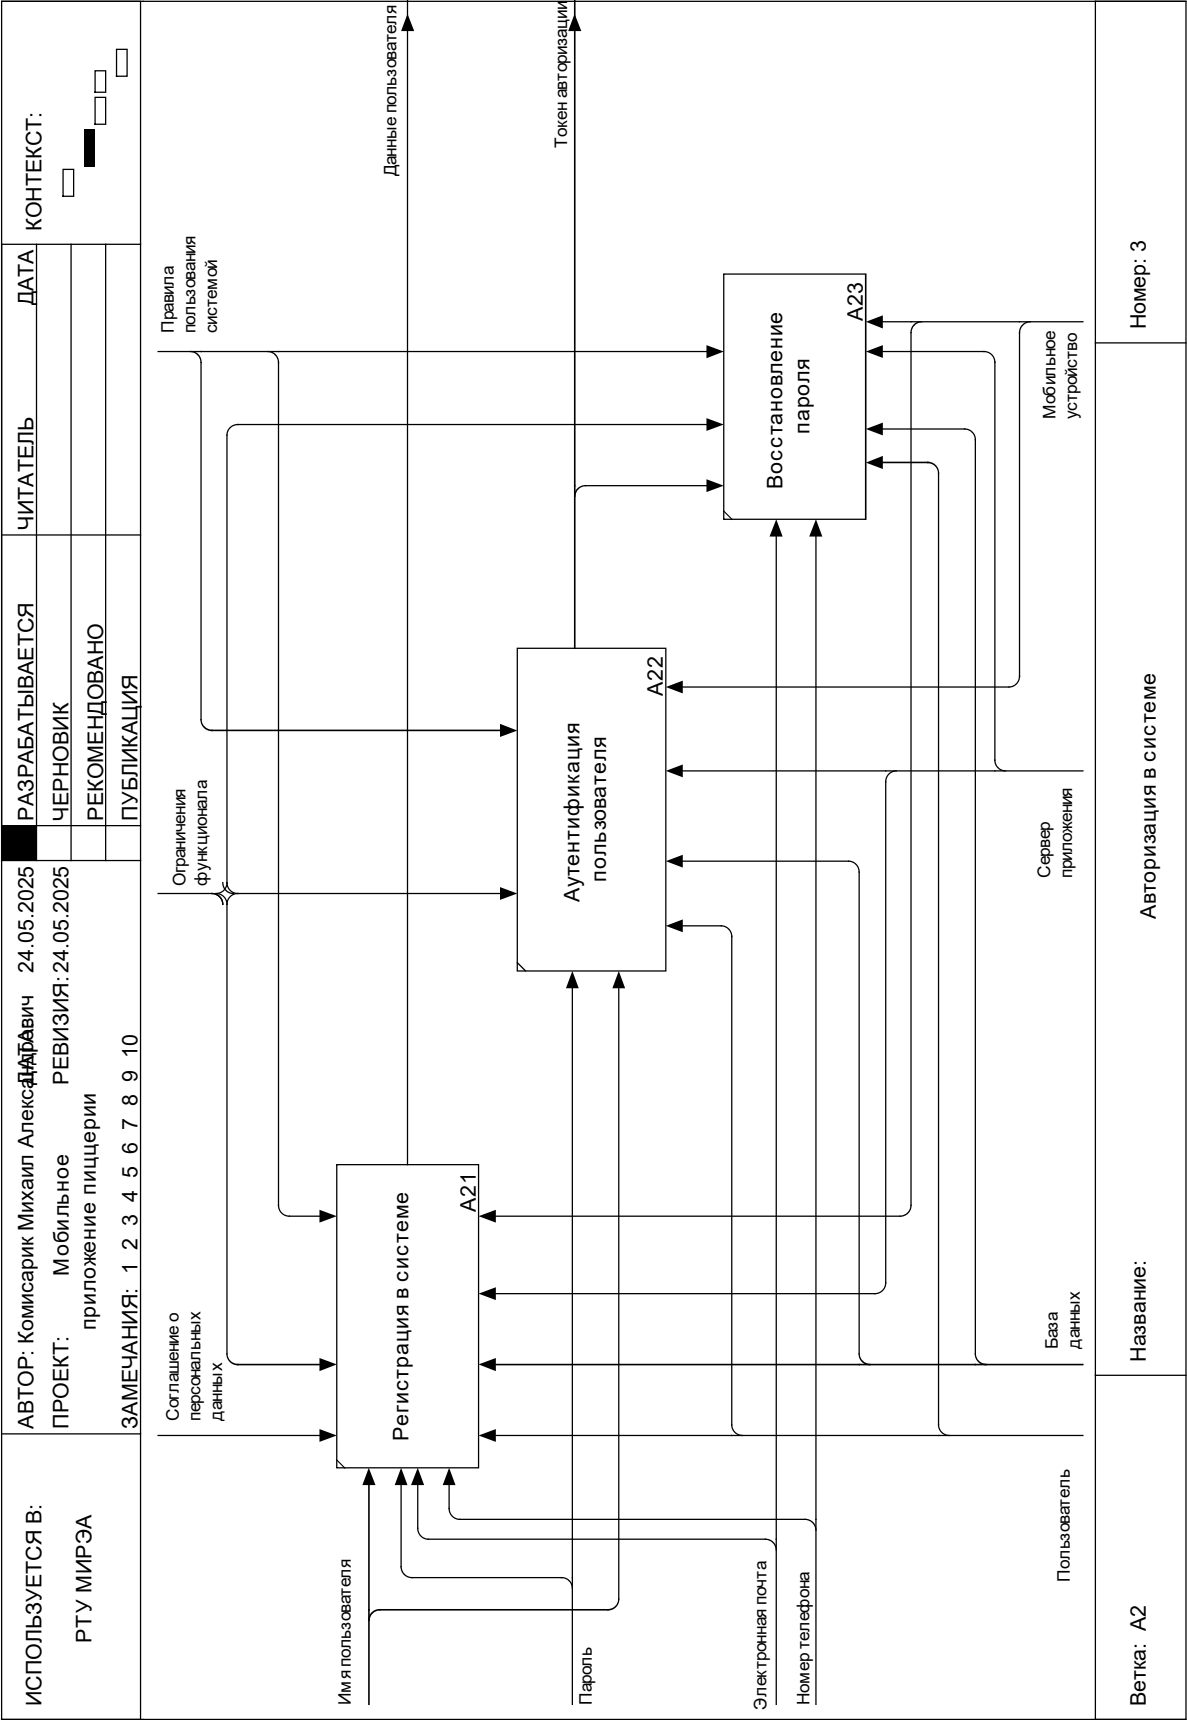 ИСПОЛЬЗУЕТСЯ В:
РТУ МИРЭА
АВТОР: Комисарик Михаил Александрович
ДАТА: 24.05.2025
ПРОЕКТ: Мобильное
приложение пиццерии
РЕВИЗИЯ: 24.05.2025
ЗАМЕЧАНИЯ: 1 2 3 4 5 6 7 8 9 10
РАЗРАБАТЫВАЕТСЯ
ЧЕРНОВИК
РЕКОМЕНДОВАНО
ПУБЛИКАЦИЯ
ЧИТАТЕЛЬ
ДАТА
КОНТЕКСТ:
Соглашение о
персональных
данных
Ограничения
функционала
Правила
пользования
системой
Имя пользователя
Пароль
Электронная почта
Номер телефона
Регистрация в системе
A21
Аутентификация
пользователя
A22
Восстановление
пароля
A23
Данные пользователя
Токен авторизации
Пользователь
База
данных
Сервер
приложения
Мобильное
устройство
Ветка: A2
Название:
Авторизация в системе
Номер: 3